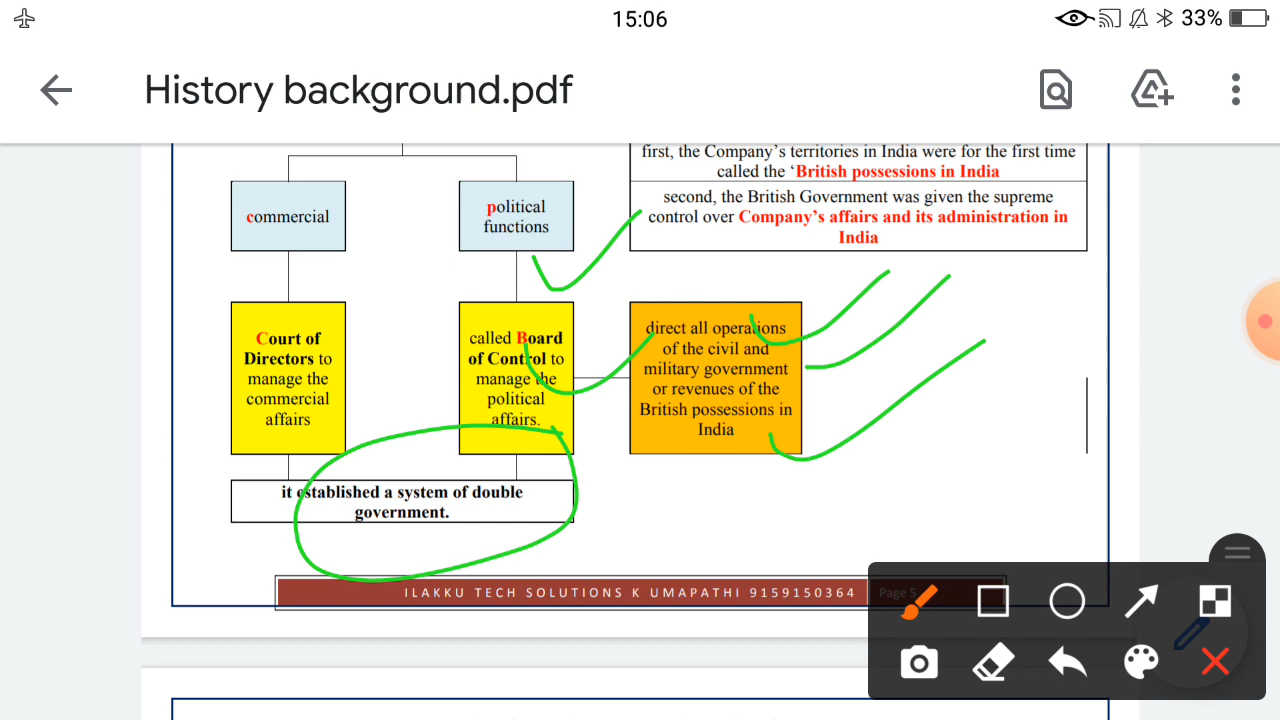 15:06
33%
History background.pdf
first, the Company's territories in India were for the first time
called the 'British possessions in India
second, the British Government was given the supreme
control over Company's affairs and its administration in
India
commercial
political
functions
Court of
Directors to
manage the
commercial
affairs
called Board
of Control to
manage the
political
affairs.
direct all operations
of the civil and
military government
or revenues of the
British possessions in
India
it established a system of double
government.
ILAKKU TECH SOLUTIONS K UMAPATHI 9159150364
Page 5